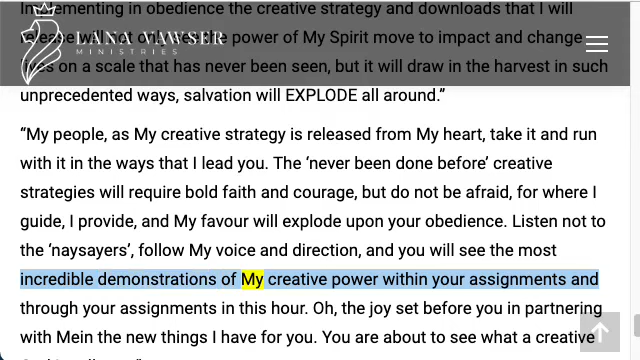 Implementing in obedience the creative strategy and downloads that I will
release will not only see the power of My Spirit move to impact and change
LANA VAWSER
MINISTRIES
lives on a scale that has never been seen, but it will draw in the harvest in such
unprecedented ways, salvation will EXPLODE all around.”
“My people, as My creative strategy is released from My heart, take it and run
with it in the ways that I lead you. The ‘never been done before’ creative
strategies will require bold faith and courage, but do not be afraid, for where I
guide, I provide, and My favour will explode upon your obedience. Listen not to
the ‘naysayers’, follow My voice and direction, and you will see the most
incredible demonstrations of My creative power within your assignments and
through your assignments in this hour. Oh, the joy set before you in partnering
with Mein the new things I have for you. You are about to see what a creative